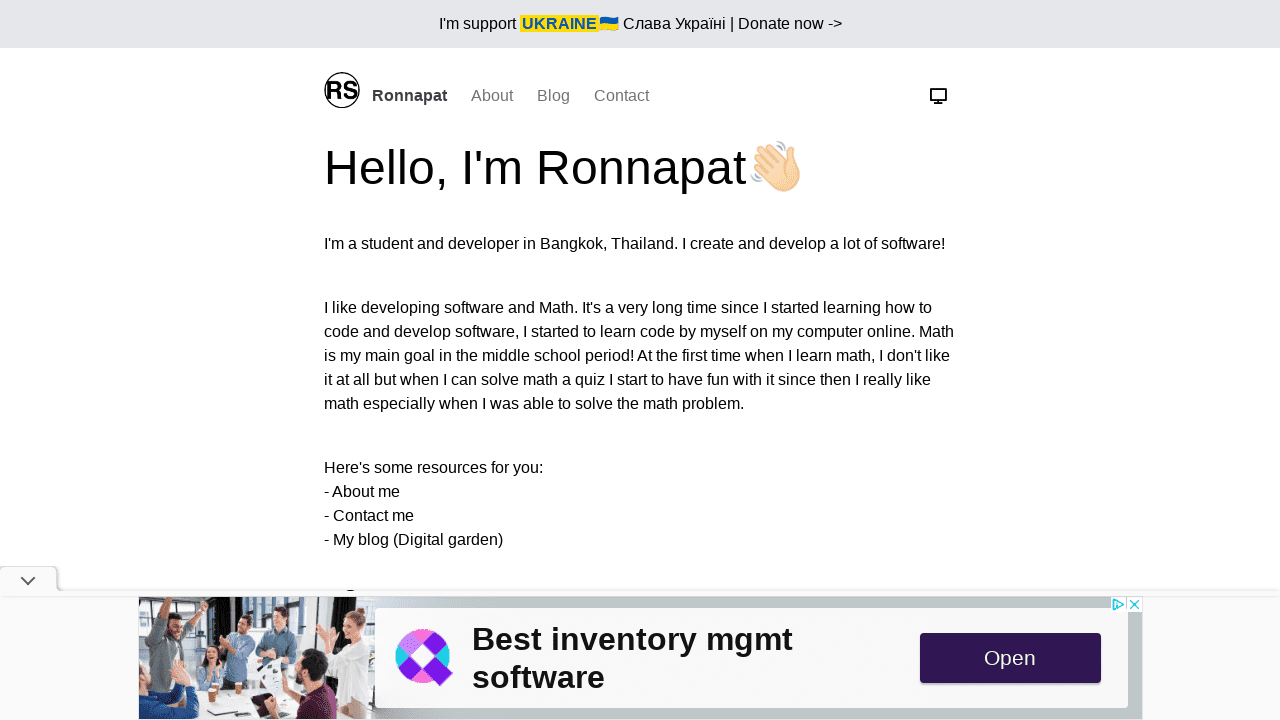 I'm support UKRAINE🇺🇦 Слава Україні | Donate now ->
RS Ronnapat About Blog Contact
Hello, I'm Ronnapat👋🏻
I'm a student and developer in Bangkok, Thailand. I create and develop a lot of software!
I like developing software and Math. It's a very long time since I started learning how to
code and develop software, I started to learn code by myself on my computer online. Math
is my main goal in the middle school period! At the first time when I learn math, I don't like
it at all but when I can solve math a quiz I start to have fun with it since then I really like
math especially when I was able to solve the math problem.
Here's some resources for you:
- About me
- Contact me
- My blog (Digital garden)
Best inventory mgmt
software
Open